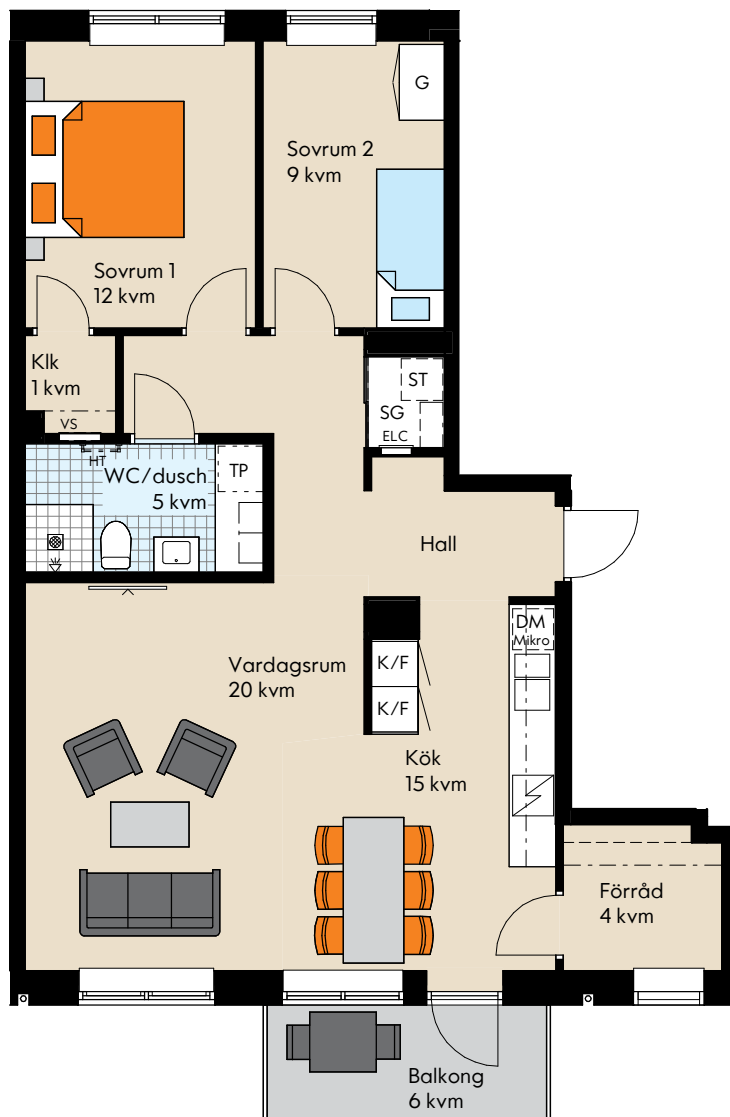 G
Sovrum 2
9 kvm
Sovrum 1
12 kvm
Klk
1 kvm
VS
ST
SG
ELC
HT
WC/dusch
5 kvm
TP
Hall
DM
Mikro
K/F
K/F
Vardagsrum
20 kvm
Kök
15 kvm
Förråd
4 kvm
Balkong
6 kvm